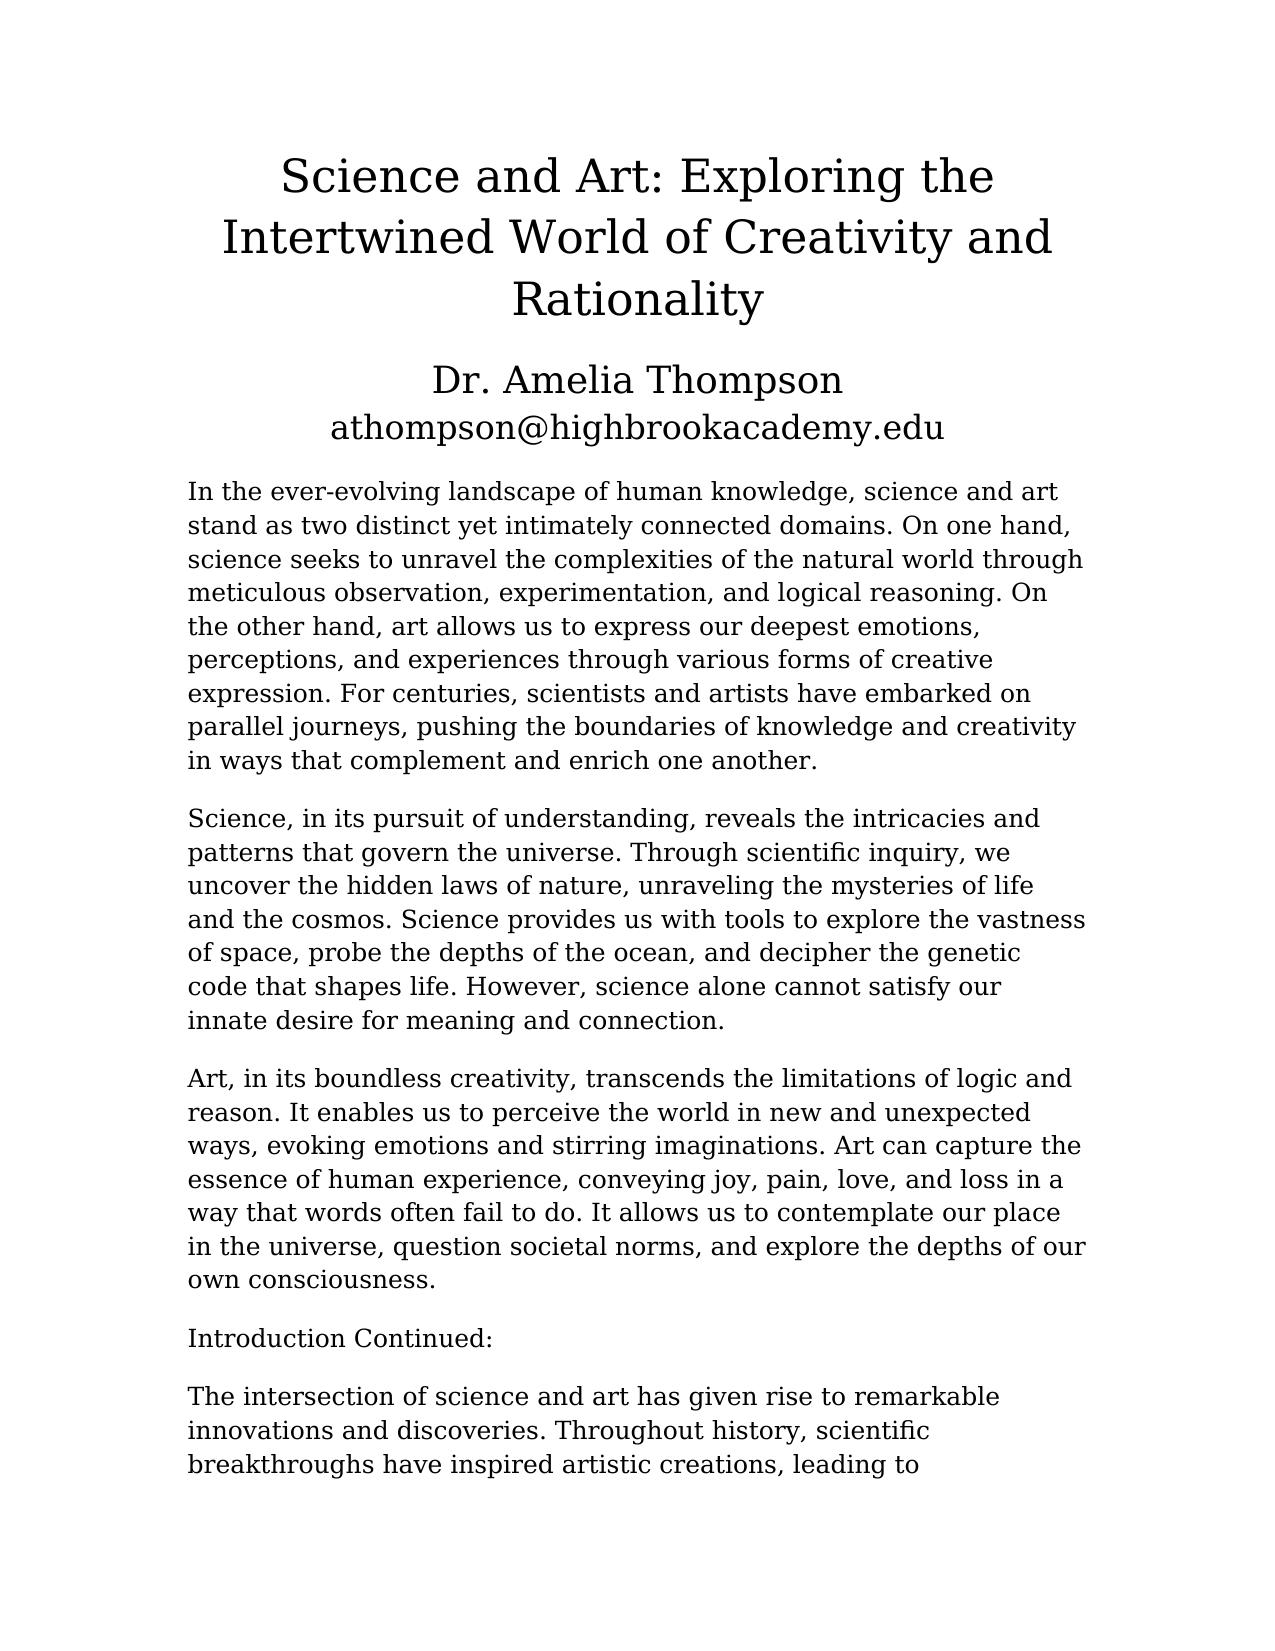 Science and Art: Exploring the
Intertwined World of Creativity and
Rationality
Dr. Amelia Thompson
athompson@highbrookacademy.edu
In the ever-evolving landscape of human knowledge, science and art
stand as two distinct yet intimately connected domains. On one hand,
science seeks to unravel the complexities of the natural world through
meticulous observation, experimentation, and logical reasoning. On
the other hand, art allows us to express our deepest emotions,
perceptions, and experiences through various forms of creative
expression. For centuries, scientists and artists have embarked on
parallel journeys, pushing the boundaries of knowledge and creativity
in ways that complement and enrich one another.
Science, in its pursuit of understanding, reveals the intricacies and
patterns that govern the universe. Through scientific inquiry, we
uncover the hidden laws of nature, unraveling the mysteries of life
and the cosmos. Science provides us with tools to explore the vastness
of space, probe the depths of the ocean, and decipher the genetic
code that shapes life. However, science alone cannot satisfy our
innate desire for meaning and connection.
Art, in its boundless creativity, transcends the limitations of logic and
reason. It enables us to perceive the world in new and unexpected
ways, evoking emotions and stirring imaginations. Art can capture the
essence of human experience, conveying joy, pain, love, and loss in a
way that words often fail to do. It allows us to contemplate our place
in the universe, question societal norms, and explore the depths of our
own consciousness.
Introduction Continued:
The intersection of science and art has given rise to remarkable
innovations and discoveries. Throughout history, scientific
breakthroughs have inspired artistic creations, leading to